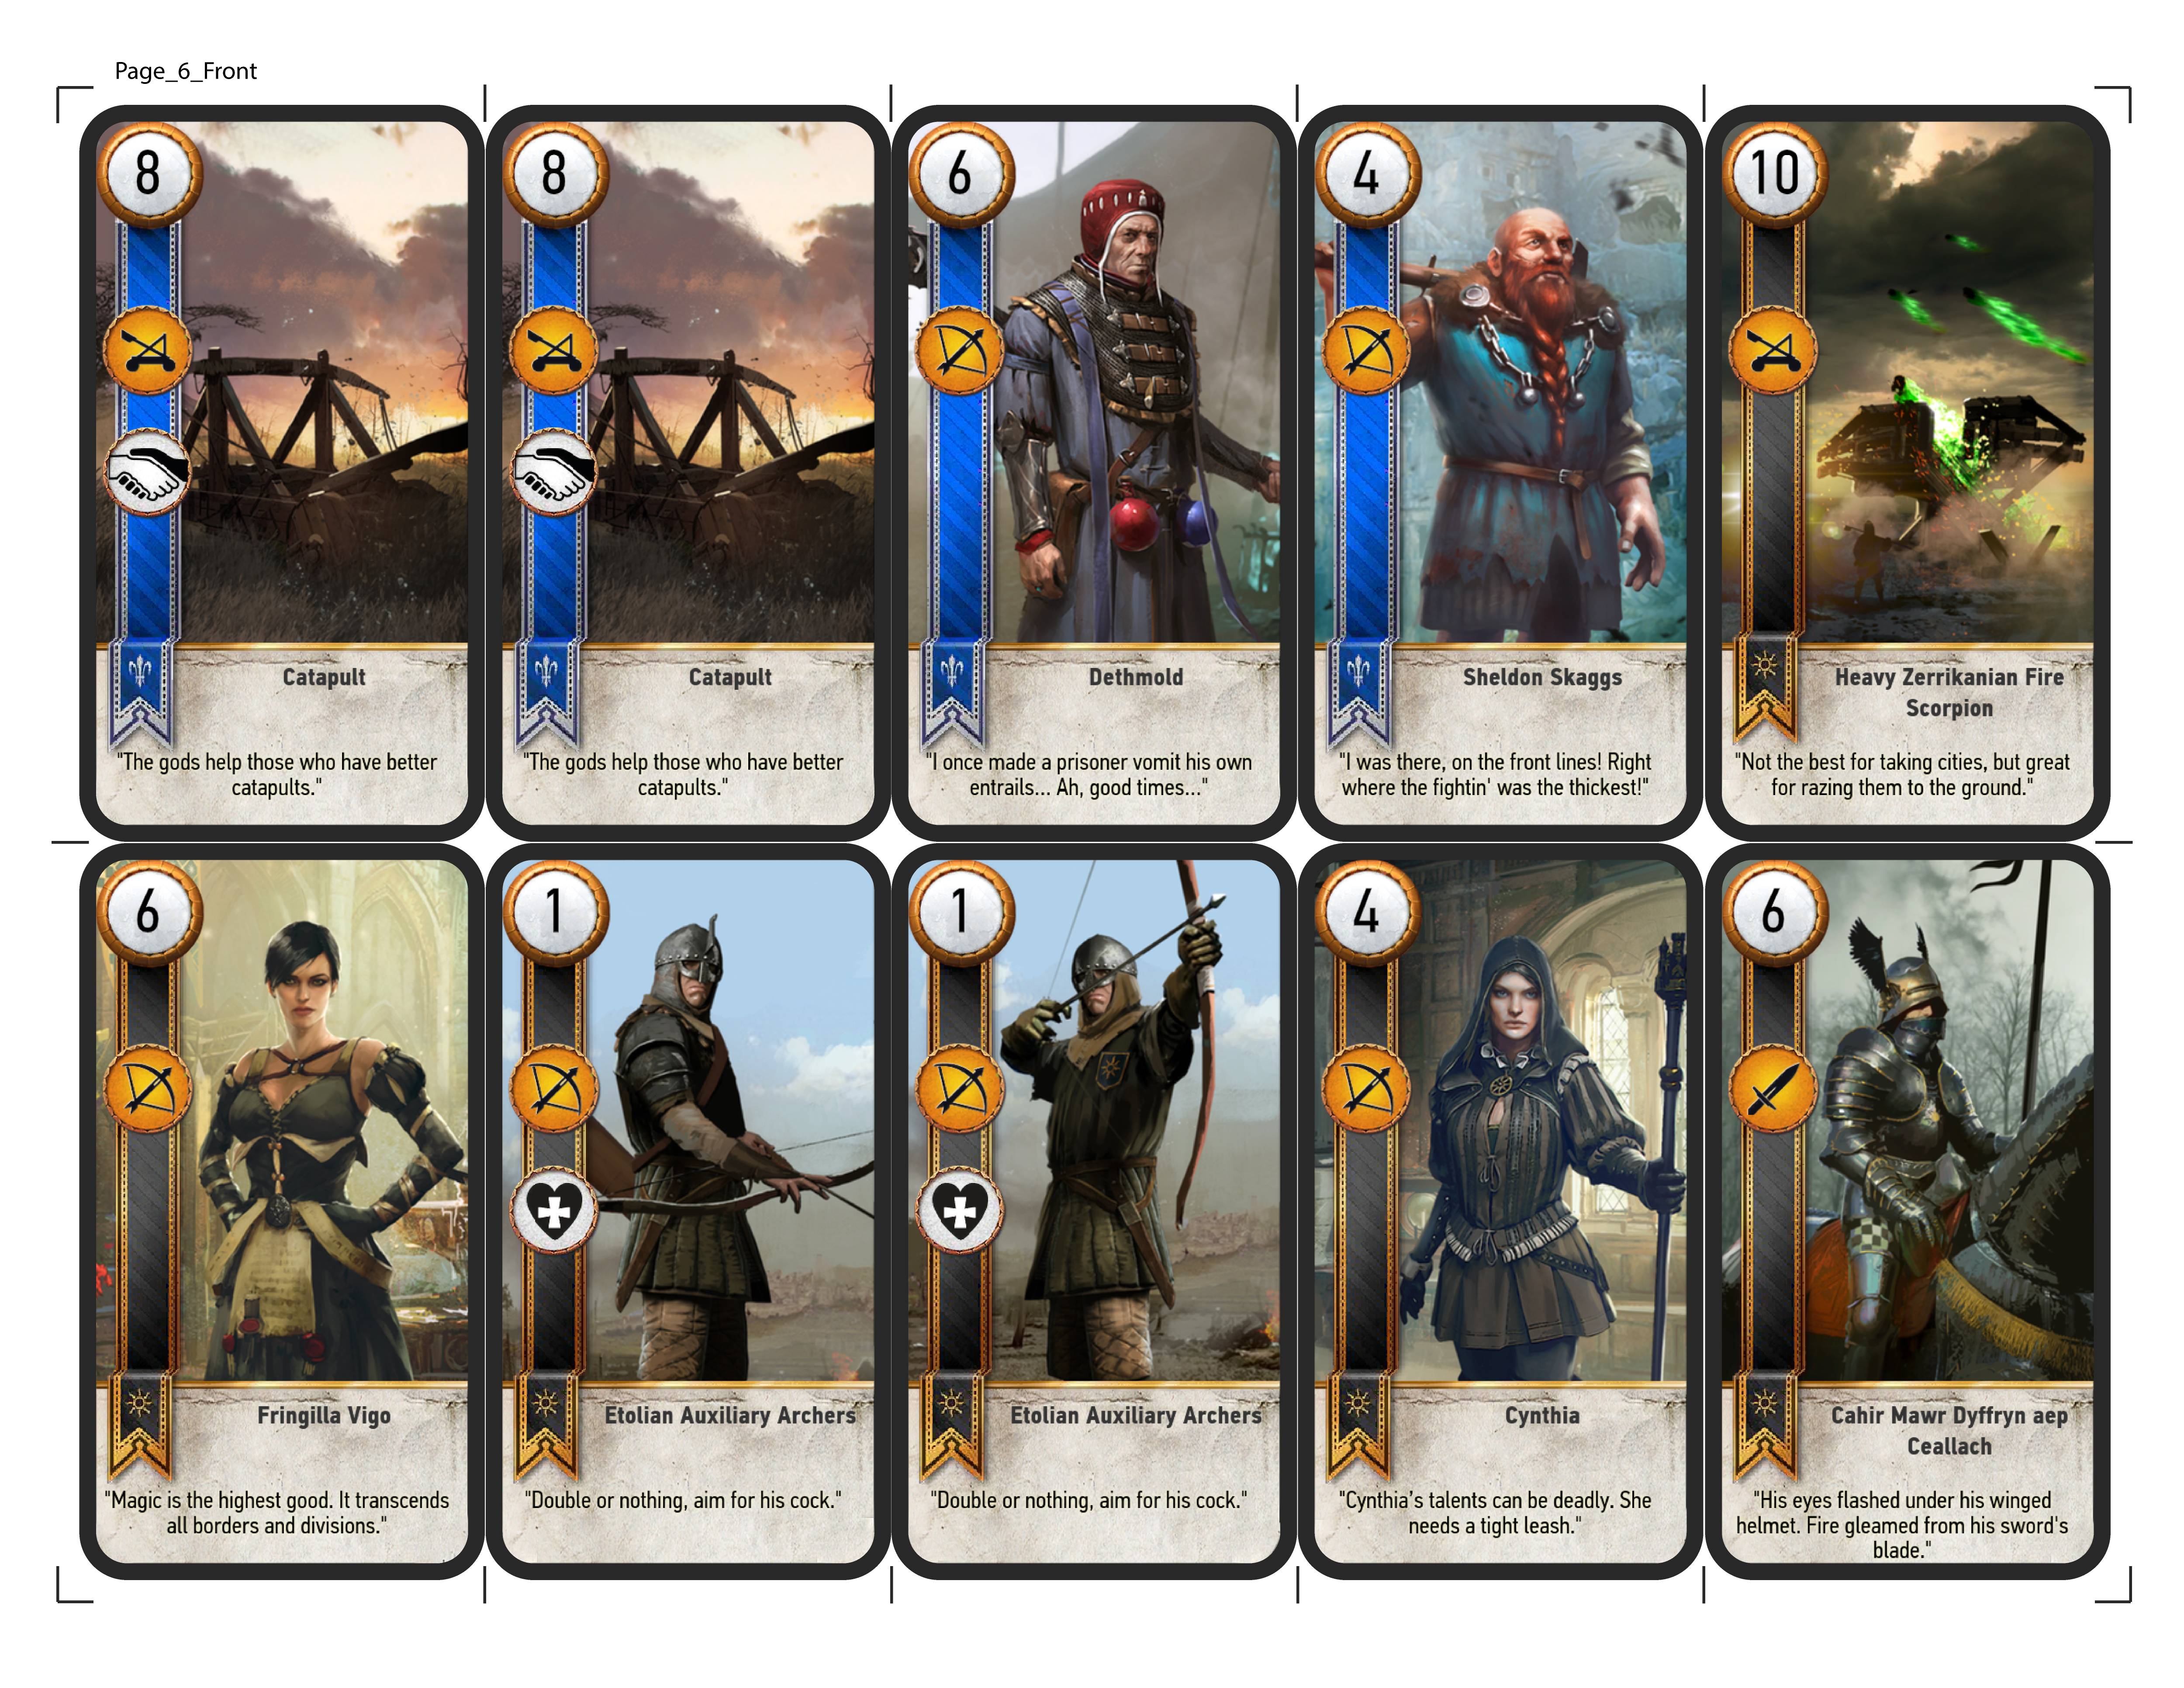 Page_6_Front
8
Catapult
"The gods help those who have better
catapults."
8
Catapult
"The gods help those who have better
catapults."
6
Dethmold
"I once made a prisoner vomit his own
entrails... Ah, good times..."
4
Sheldon Skaggs
"I was there, on the front lines! Right
where the fightin' was the thickest!"
10
Heavy Zerrikanian Fire
Scorpion
"Not the best for taking cities, but great
for razing them to the ground."
6
Fringilla Vigo
"Magic is the highest good. It transcends
all borders and divisions."
1
Etolian Auxiliary Archers
"Double or nothing, aim for his cock."
1
Etolian Auxiliary Archers
"Double or nothing, aim for his cock."
4
Cynthia
"Cynthia's talents can be deadly. She
needs a tight leash."
6
Cahir Mawr Dyffryn aep
Ceallach
"His eyes flashed under his winged
helmet. Fire gleamed from his sword's
blade."